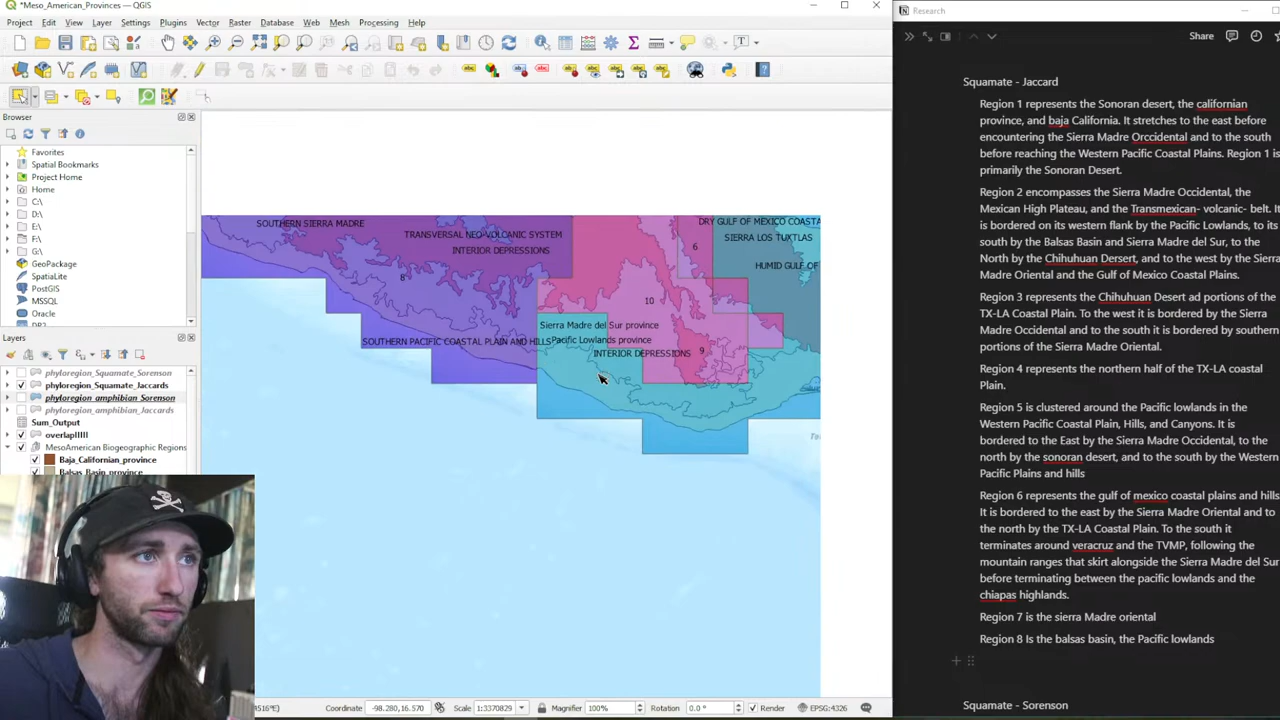 *Meso_American_Provinces — QGIS
Project Edit View Layer Settings Plugins Vector Raster Database Web Mesh Processing Help
Browser
Favorites
Spatial Bookmarks
Project Home
Home
C:\
D:\
E:\
F:\
G:\
GeoPackage
SpatiaLite
PostGIS
MSSQL
Oracle
DB2
Layers
phyloregion_Squamate_Sorenson
phyloregion_Squamate_Jaccards
phyloregion_amphibian_Sorenson
phyloregion_amphibian_Jaccards
Sum_Output
overlapIIIII
MesoAmerican Biogeographic Regions
Baja_Californian_province
Balsas_Basin_province
SOUTHERN SIERRA MADRE
TRANSVERSAL NEO-VOLCANIC SYSTEM
INTERIOR DEPRESSIONS
8
DRY GULF OF MEXICO COASTA
SIERRA LOS TUXTLAS
6
HUMID GULF OF
10
Sierra Madre del Sur province
Pacific Lowlands province
SOUTHERN PACIFIC COASTAL PLAIN AND HILLS
INTERIOR DEPRESSIONS
9
Coordinate -98.280,16.570 Scale 1:3370829 Magnifier 100% Rotation 0.0 ° Render EPSG:4326
Research
Share
Squamate - Jaccard
Region 1 represents the Sonoran desert, the californian
province, and baja California. It stretches to the east before
encountering the Sierra Madre Orccidental and to the south
before reaching the Western Pacific Coastal Plains. Region 1 is
primarily the Sonoran Desert.
Region 2 encompasses the Sierra Madre Occidental, the
Mexican High Plateau, and the Transmexican- volcanic- belt. It
is bordered on its western flank by the Pacific Lowlands, to its
south by the Balsas Basin and Sierra Madre del Sur, to the
North by the Chihuhuan Dersert, and to the west by the Sierra
Madre Oriental and the Gulf of Mexico Coastal Plains.
Region 3 represents the Chihuhuan Desert ad portions of the
TX-LA Coastal Plain. To the west it is bordered by the Sierra
Madre Occidental and to the south it is bordered by southern
portions of the Sierra Madre Oriental.
Region 4 represents the northern half of the TX-LA coastal
Plain.
Region 5 is clustered around the Pacific lowlands in the
Western Pacific Coastal Plain, Hills, and Canyons. It is
bordered to the East by the Sierra Madre Occidental, to the
north by the sonoran desert, and to the south by the Western
Pacific Plains and hills
Region 6 represents the gulf of mexico coastal plains and hills
It is bordered to the east by the Sierra Madre Oriental and to
the north by the TX-LA Coastal Plain. To the south it
terminates around veracruz and the TVMP, following the
mountain ranges that skirt alongside the Sierra Madre del Sur
before terminating between the pacific lowlands and the
chiapas highlands.
Region 7 is the sierra Madre oriental
Region 8 Is the balsas basin, the Pacific lowlands
Squamate - Sorenson